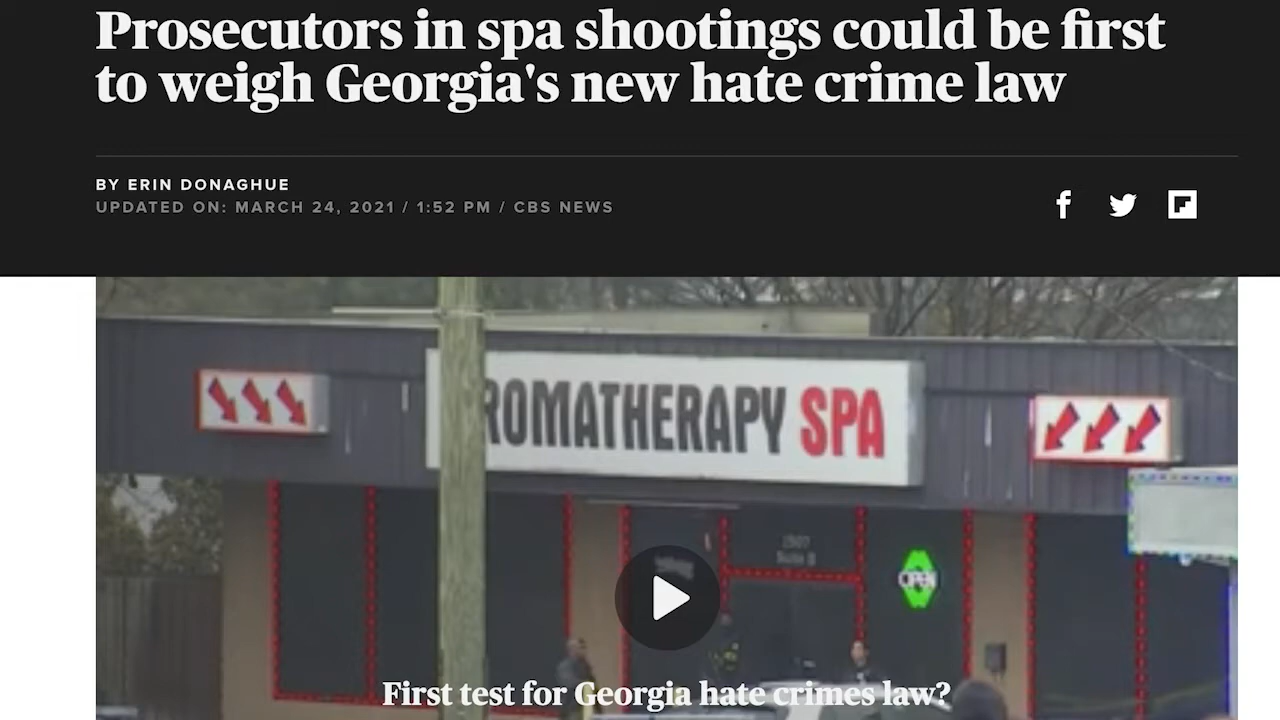 Prosecutors in spa shootings could be first
to weigh Georgia's new hate crime law
BY ERIN DONAGHUE
UPDATED ON: MARCH 24, 2021 / 1:52 PM / CBS NEWS
ROMATHERAPY SPA
OPEN
First test for Georgia hate crimes law?